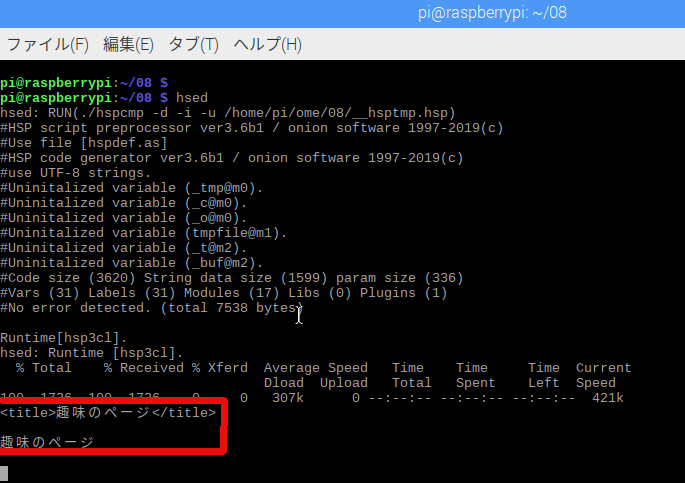 pi@raspberrypi: ~/08
ファイル(F) 編集(E) タブ(T) ヘルプ(H)
pi@raspberrypi:~/08 $
pi@raspberrypi:~/08 $ hsed
hsed: RUN(./hspcmp -d -i -u /home/pi/ome/08/__hsptmp.hsp)
#HSP script preprocessor ver3.6b1 / onion software 1997-2019(c)
#Use file [hspdef.as]
#HSP code generator ver3.6b1 / onion software 1997-2019(c)
#use UTF-8 strings.
#Uninitalized variable (_tmp@m0).
#Uninitalized variable (_c@m0).
#Uninitalized variable (_o@m0).
#Uninitalized variable (tmpfile@m1).
#Uninitalized variable (_t@m2).
#Uninitalized variable (_buf@m2).
#Code size (3620) String data size (1599) param size (336)
#Vars (31) Labels (31) Modules (17) Libs (0) Plugins (1)
#No error detected. (total 7538 bytes)
Runtime[hsp3cl].
hsed: Runtime [hsp3cl].
% Total % Received % Xferd Average Speed Time Time Time Current
Dload Upload Total Spent Left Speed
100 1736 100 1736 0 0 307k 0 --:--:-- --:--:-- --:--:-- 421k
<title>趣味のページ</title>
趣味のページ